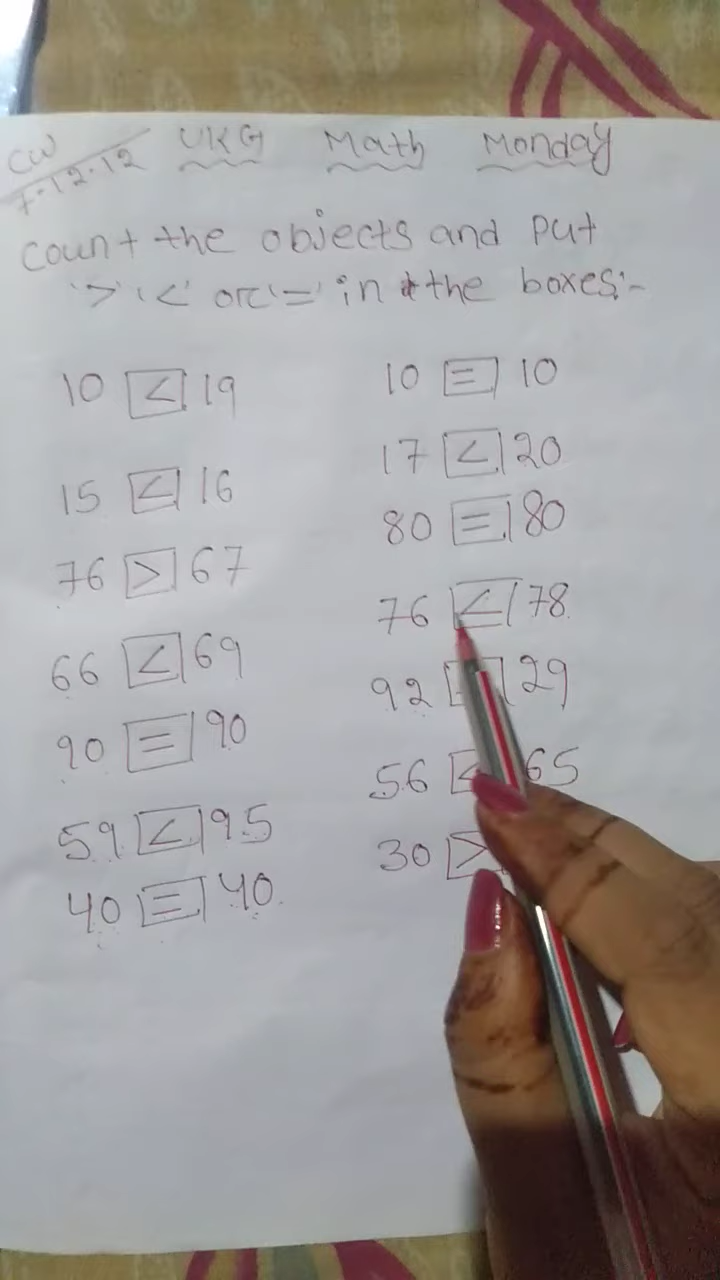 CW
7.12.12
UKG Math Monday
Count the objects and put
'>' '<' or '=' in the boxes:-
10 < 19
15 < 16
76 > 67
66 < 69
90 = 90
59 < 95
40 = 40
10 = 10
17 < 20
80 = 80
76 < 78
92 29
56 < 65
30 >